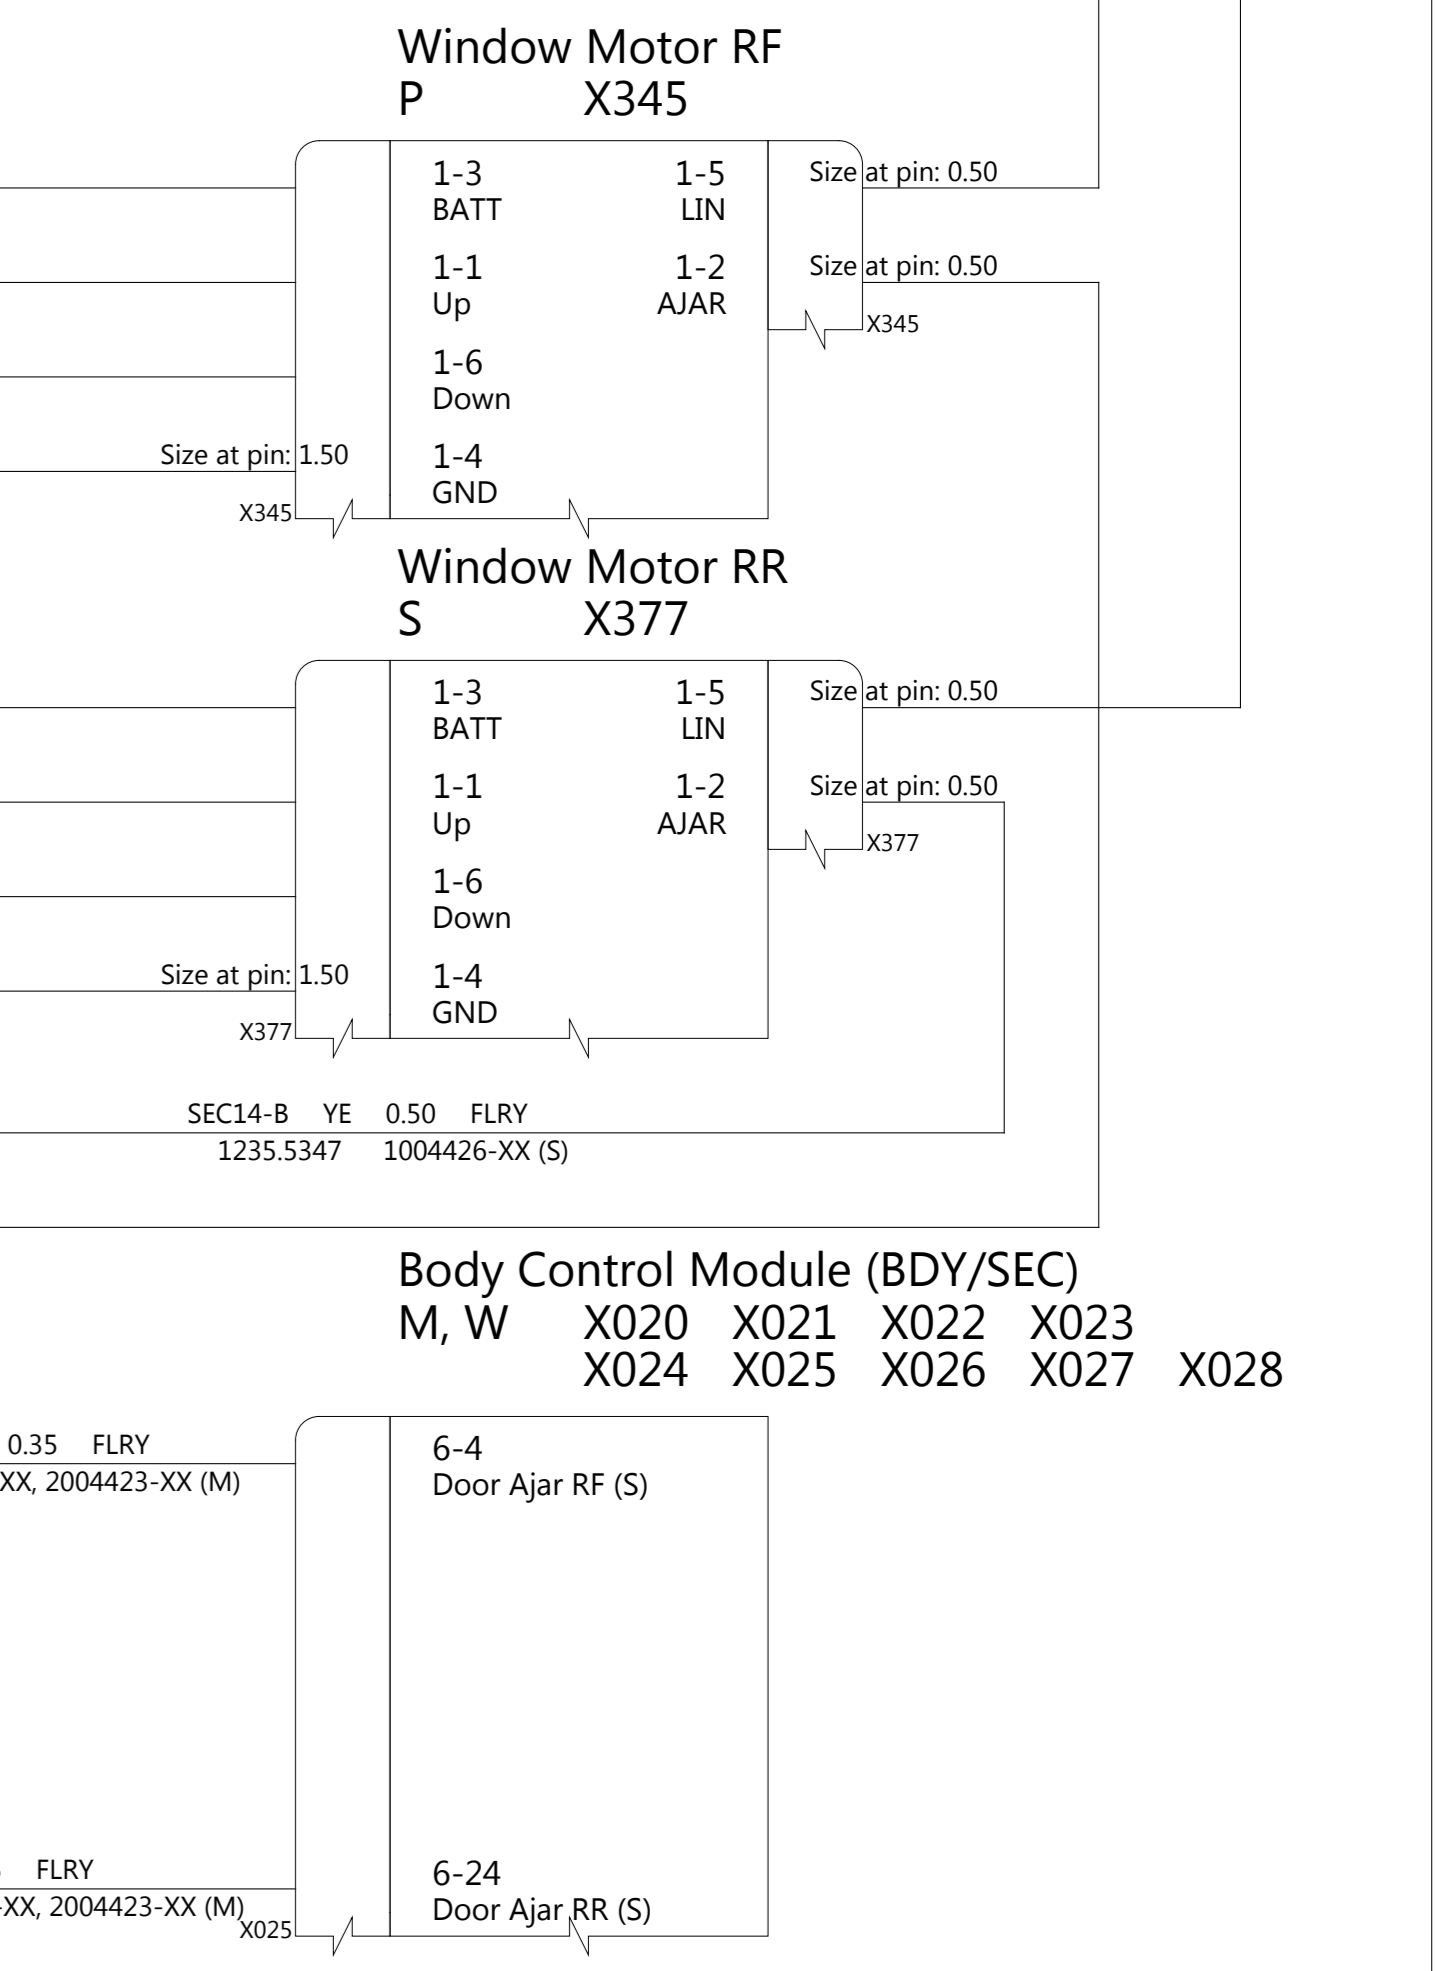 Window Motor RF
P X345
1-3 1-5 Size at pin: 0.50
BATT LIN
1-1 1-2 Size at pin: 0.50
Up AJAR
X345
1-6
Down
Size at pin: 1.50 1-4
GND
X345
Window Motor RR
S X377
1-3 1-5 Size at pin: 0.50
BATT LIN
1-1 1-2 Size at pin: 0.50
Up AJAR
X377
1-6
Down
Size at pin: 1.50 1-4
GND
X377
SEC14-B YE 0.50 FLRY
1235.5347 1004426-XX (S)
Body Control Module (BDY/SEC)
M, W X020 X021 X022 X023
X024 X025 X026 X027 X028
0.35 FLRY 6-4
XX, 2004423-XX (M) Door Ajar RF (S)
FLRY 6-24
-XX, 2004423-XX (M) Door Ajar RR (S)
X025